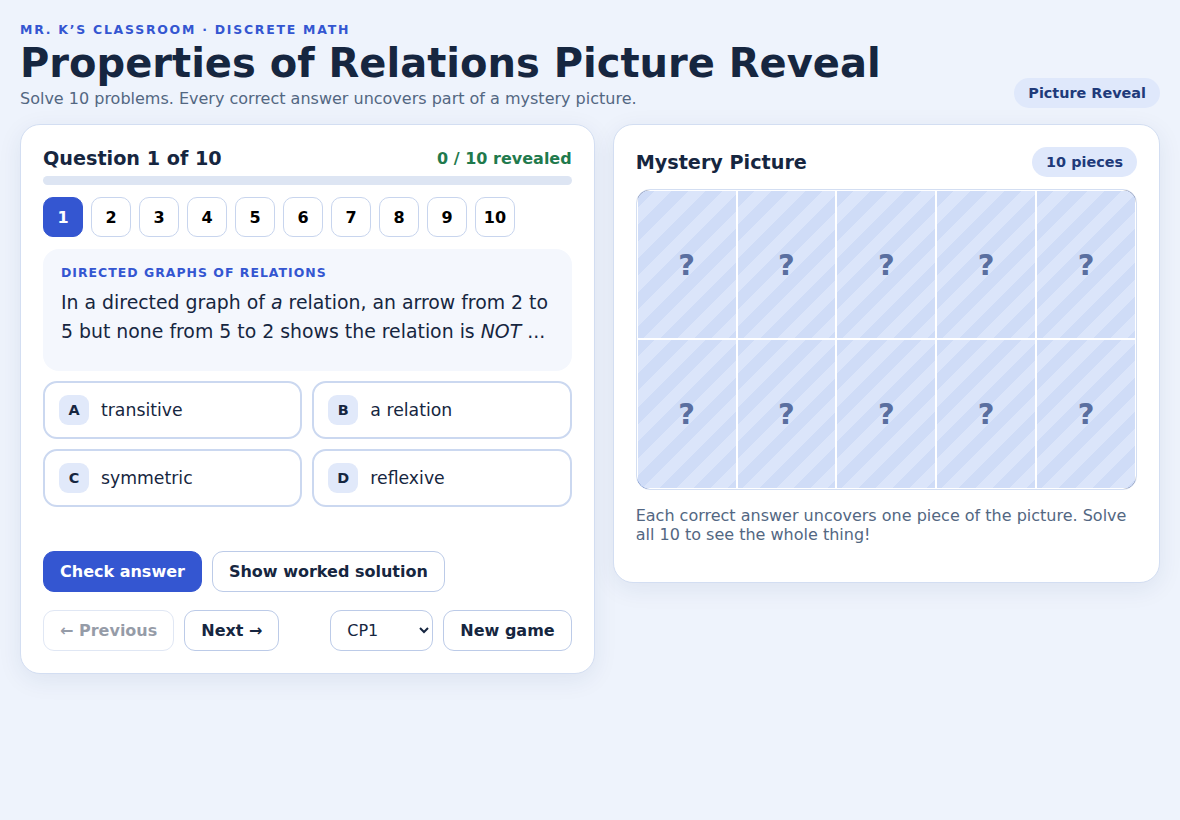 MR. K’S CLASSROOM · DISCRETE MATH
Properties of Relations Picture Reveal
Solve 10 problems. Every correct answer uncovers part of a mystery picture.
Picture Reveal
Question 1 of 10
0 / 10 revealed
1 2 3 4 5 6 7 8 9 10
DIRECTED GRAPHS OF RELATIONS
In a directed graph of a relation, an arrow from 2 to
5 but none from 5 to 2 shows the relation is NOT ...
A transitive
B a relation
C symmetric
D reflexive
Check answer
Show worked solution
← Previous
Next →
CP1
New game
Mystery Picture
10 pieces
? ? ? ? ?
? ? ? ? ?
Each correct answer uncovers one piece of the picture. Solve
all 10 to see the whole thing!